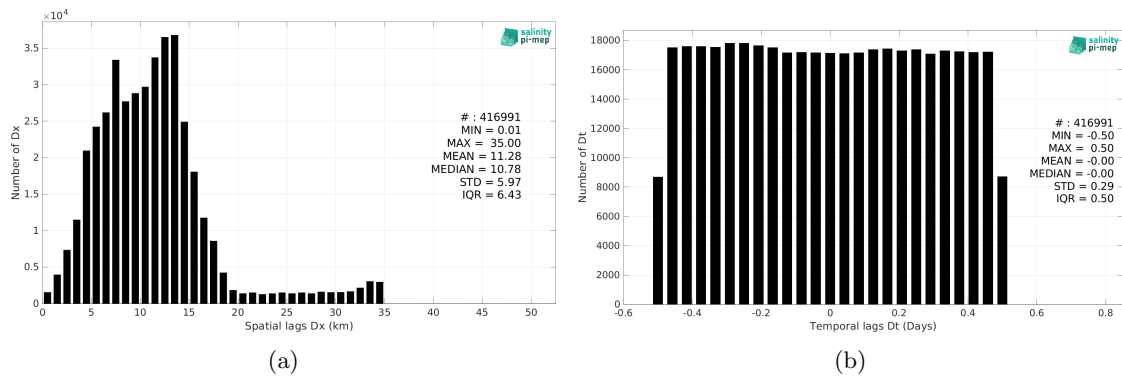 ×10⁴
3.5
3
2.5
2
1.5
1
0.5
0
Number of Dx
salinity
pi-mep
# : 416991
MIN = 0.01
MAX = 35.00
MEAN = 11.28
MEDIAN = 10.78
STD = 5.97
IQR = 6.43
0 5 10 15 20 25 30 35 40 45 50
Spatial lags Dx (km)
(a)
18000
16000
14000
12000
10000
8000
6000
4000
2000
0
Number of Dt
salinity
pi-mep
# : 416991
MIN = -0.50
MAX = 0.50
MEAN = -0.00
MEDIAN = -0.00
STD = 0.29
IQR = 0.50
-0.6 -0.4 -0.2 0 0.2 0.4 0.6 0.8
Temporal lags Dt (Days)
(b)